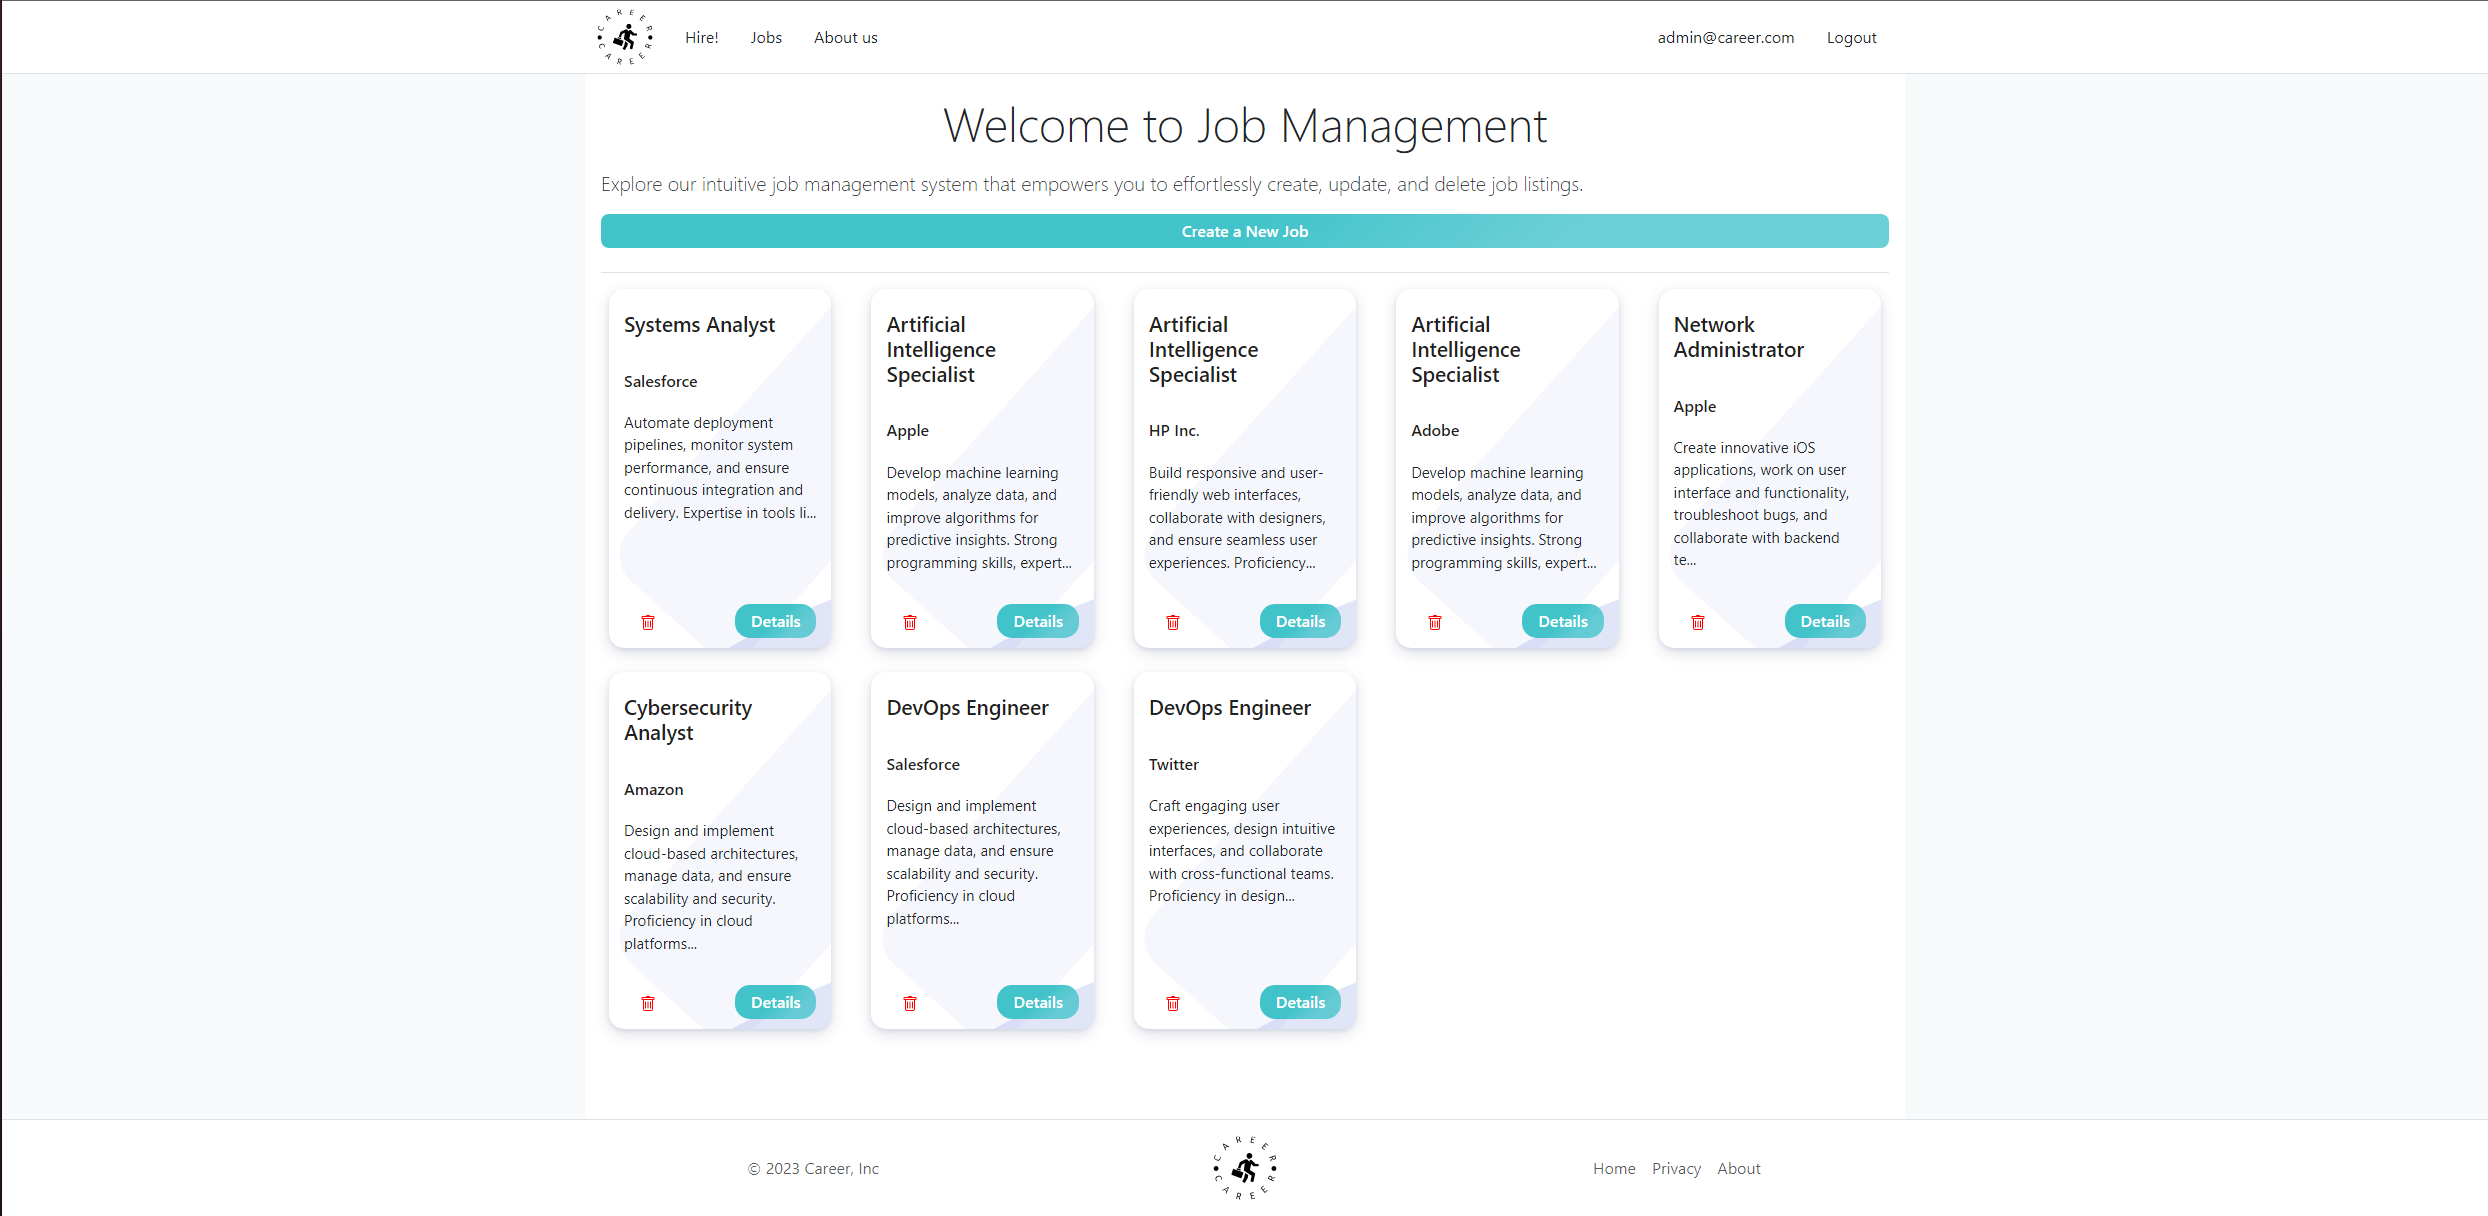 CAREER
CAREER
Hire! Jobs About us admin@career.com Logout
Welcome to Job Management
Explore our intuitive job management system that empowers you to effortlessly create, update, and delete job listings.
Create a New Job
Systems Analyst
Salesforce
Automate deployment
pipelines, monitor system
performance, and ensure
continuous integration and
delivery. Expertise in tools li...
Details
Artificial
Intelligence
Specialist
Apple
Develop machine learning
models, analyze data, and
improve algorithms for
predictive insights. Strong
programming skills, expert...
Details
Artificial
Intelligence
Specialist
HP Inc.
Build responsive and user-
friendly web interfaces,
collaborate with designers,
and ensure seamless user
experiences. Proficiency...
Details
Artificial
Intelligence
Specialist
Adobe
Develop machine learning
models, analyze data, and
improve algorithms for
predictive insights. Strong
programming skills, expert...
Details
Network
Administrator
Apple
Create innovative iOS
applications, work on user
interface and functionality,
troubleshoot bugs, and
collaborate with backend
te...
Details
Cybersecurity
Analyst
Amazon
Design and implement
cloud-based architectures,
manage data, and ensure
scalability and security.
Proficiency in cloud
platforms...
Details
DevOps Engineer
Salesforce
Design and implement
cloud-based architectures,
manage data, and ensure
scalability and security.
Proficiency in cloud
platforms...
Details
DevOps Engineer
Twitter
Craft engaging user
experiences, design intuitive
interfaces, and collaborate
with cross-functional teams.
Proficiency in design...
Details
© 2023 Career, Inc
CAREER
CAREER
Home Privacy About